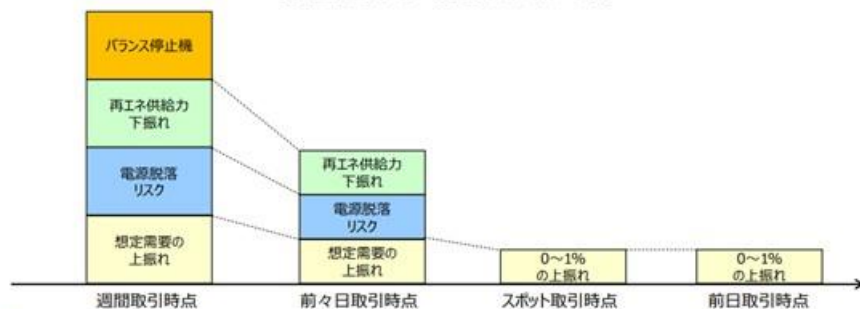 バランス停止機
再エネ供給力
下振れ
電源脱落
リスク
想定需要の
上振れ
再エネ供給力
下振れ
電源脱落
リスク
想定需要の
上振れ
0～1%
の上振れ
0～1%
の上振れ
週間取引時点
前々日取引時点
スポット取引時点
前日取引時点